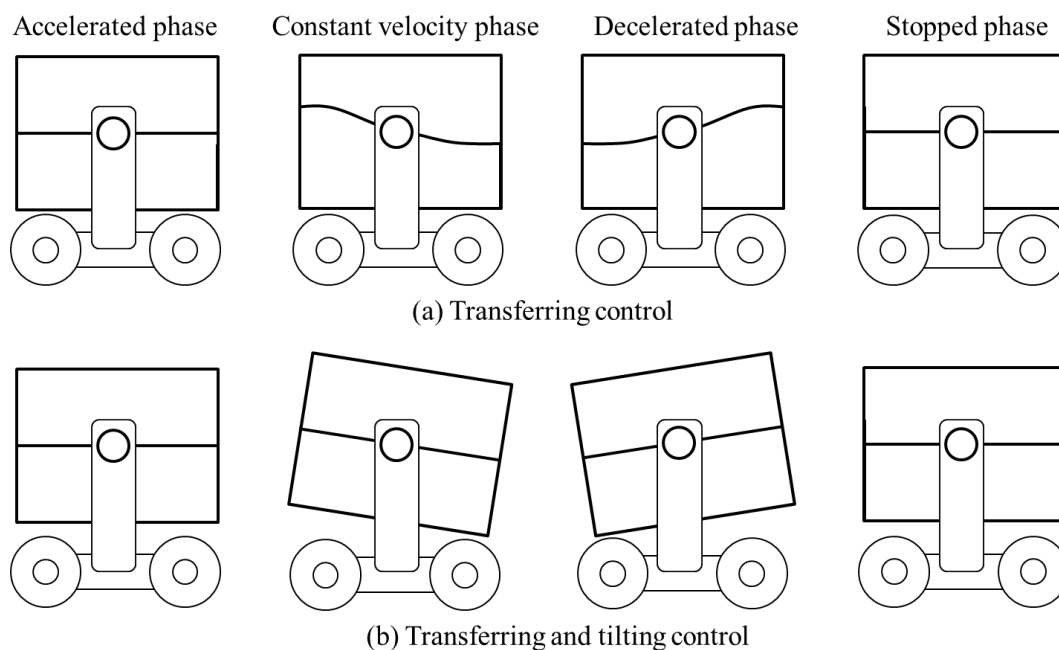 Accelerated phase
Constant velocity phase
Decelerated phase
Stopped phase
(a) Transferring control
(b) Transferring and tilting control